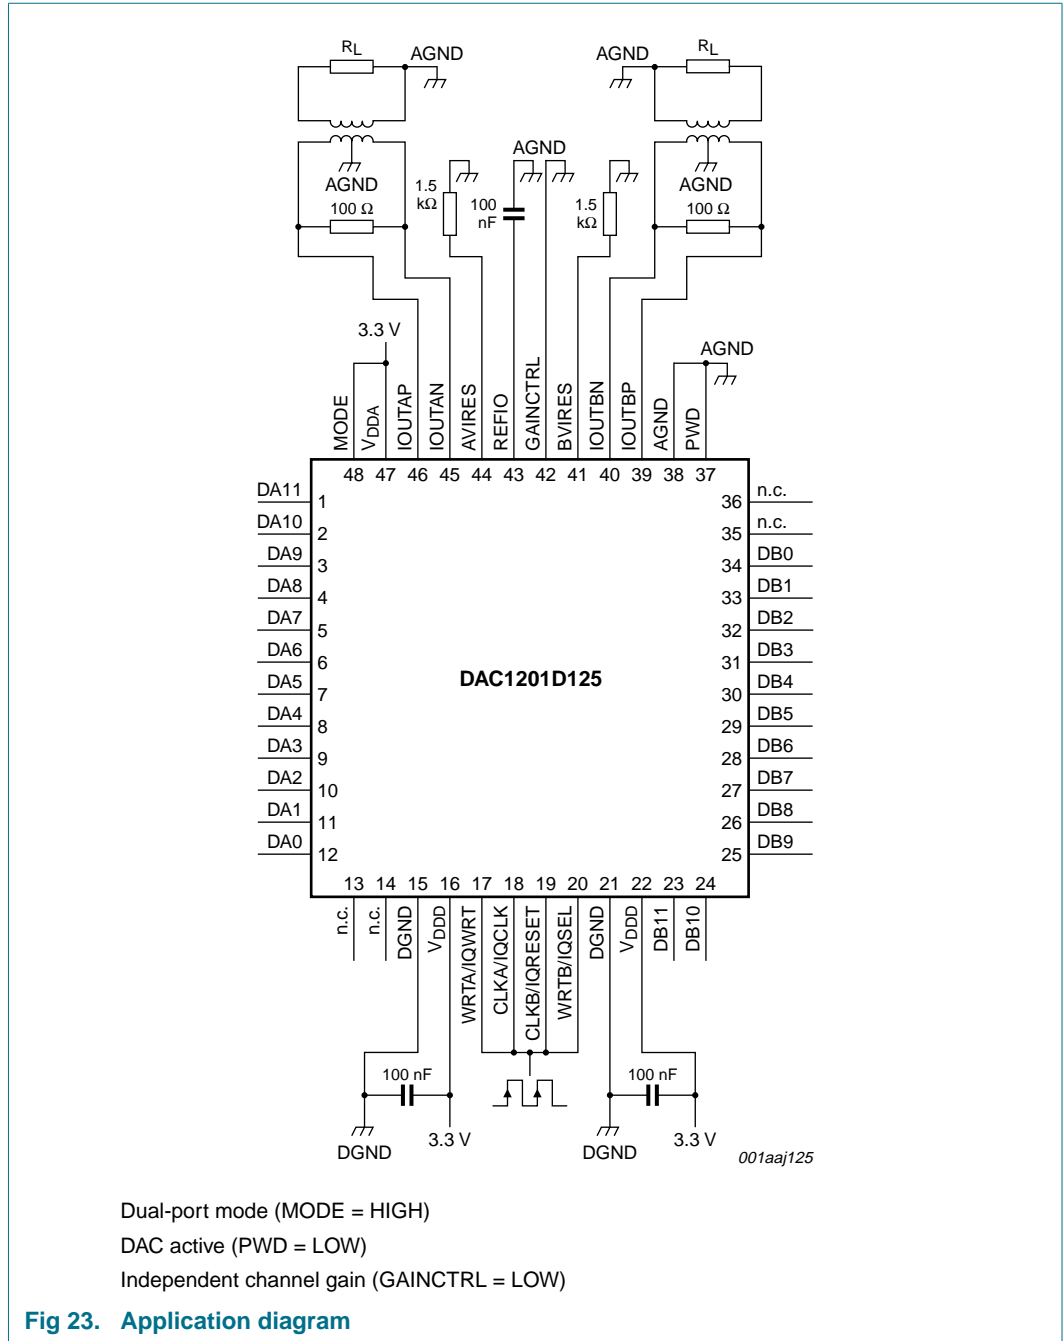 RL
AGND
AGND
RL
AGND
100 Ω
1.5 kΩ
100 nF
AGND
1.5 kΩ
AGND
100 Ω
3.3 V
AGND
MODE
VDDA
IOUTAP
IOUTAN
AVIRES
REFIO
GAINCTRL
BVIRES
IOUTBN
IOUTBP
AGND
PWD
48 47 46 45 44 43 42 41 40 39 38 37
DA11 1
DA10 2
DA9 3
DA8 4
DA7 5
DA6 6
DA5 7
DA4 8
DA3 9
DA2 10
DA1 11
DA0 12
DAC1201D125
36 n.c.
35 n.c.
34 DB0
33 DB1
32 DB2
31 DB3
30 DB4
29 DB5
28 DB6
27 DB7
26 DB8
25 DB9
13 14 15 16 17 18 19 20 21 22 23 24
n.c.
n.c.
DGND
VDDD
WRTA/IQWRT
CLKA/IQCLK
CLKB/IQRESET
WRTB/IQSEL
DGND
VDDD
DB11
DB10
100 nF
100 nF
DGND
3.3 V
DGND
3.3 V
001aaj125
Dual-port mode (MODE = HIGH)
DAC active (PWD = LOW)
Independent channel gain (GAINCTRL = LOW)
Fig 23. Application diagram